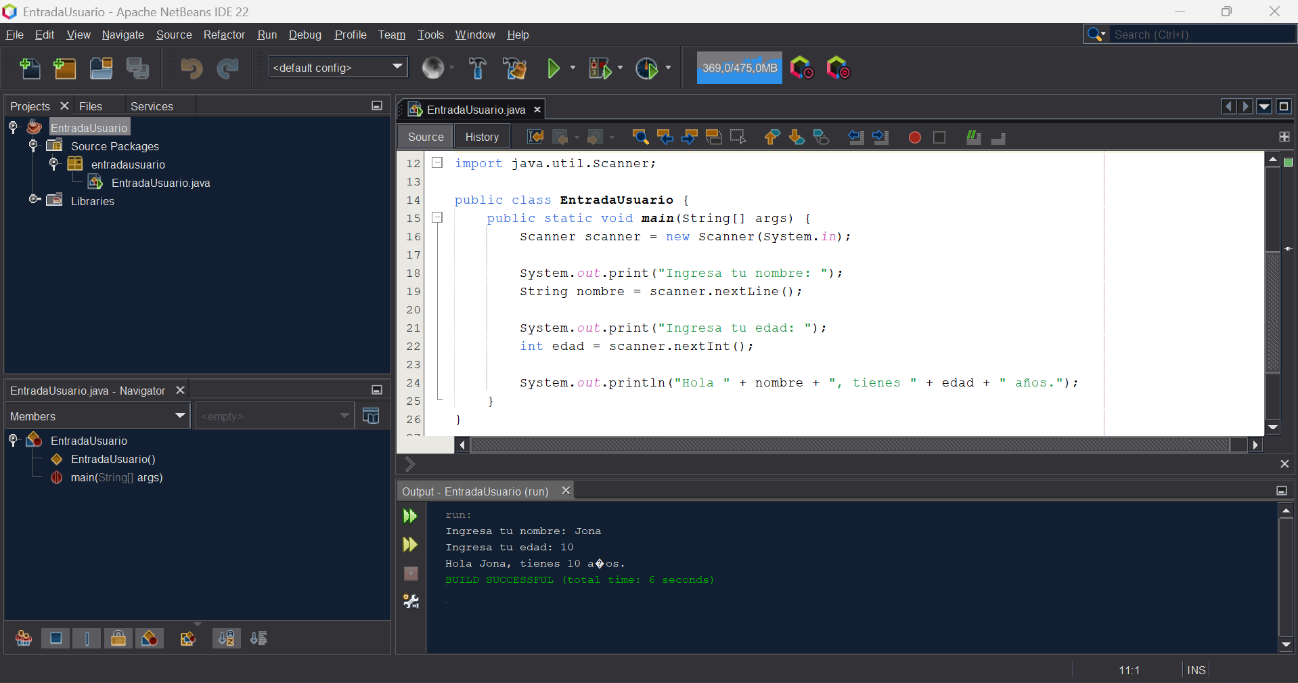 EntradaUsuario - Apache NetBeans IDE 22
File Edit View Navigate Source Refactor Run Debug Profile Team Tools Window Help
Search (Ctrl+I)
<default config>
369,0/475,0MB
Projects Files Services
EntradaUsuario
Source Packages
entradausuario
EntradaUsuario.java
Libraries
EntradaUsuario.java - Navigator
Members
<empty>
EntradaUsuario
EntradaUsuario()
main(String[] args)
EntradaUsuario.java
Source History
12 import java.util.Scanner;
13
14 public class EntradaUsuario {
15 public static void main(String[] args) {
16 Scanner scanner = new Scanner(System.in);
17
18 System.out.print("Ingresa tu nombre: ");
19 String nombre = scanner.nextLine();
20
21 System.out.print("Ingresa tu edad: ");
22 int edad = scanner.nextInt();
23
24 System.out.println("Hola " + nombre + ", tienes " + edad + " años.");
25 }
26 }
Output - EntradaUsuario (run)
run:
Ingresa tu nombre: Jona
Ingresa tu edad: 10
Hola Jona, tienes 10 a�os.
BUILD SUCCESSFUL (total time: 6 seconds)
11:1 INS